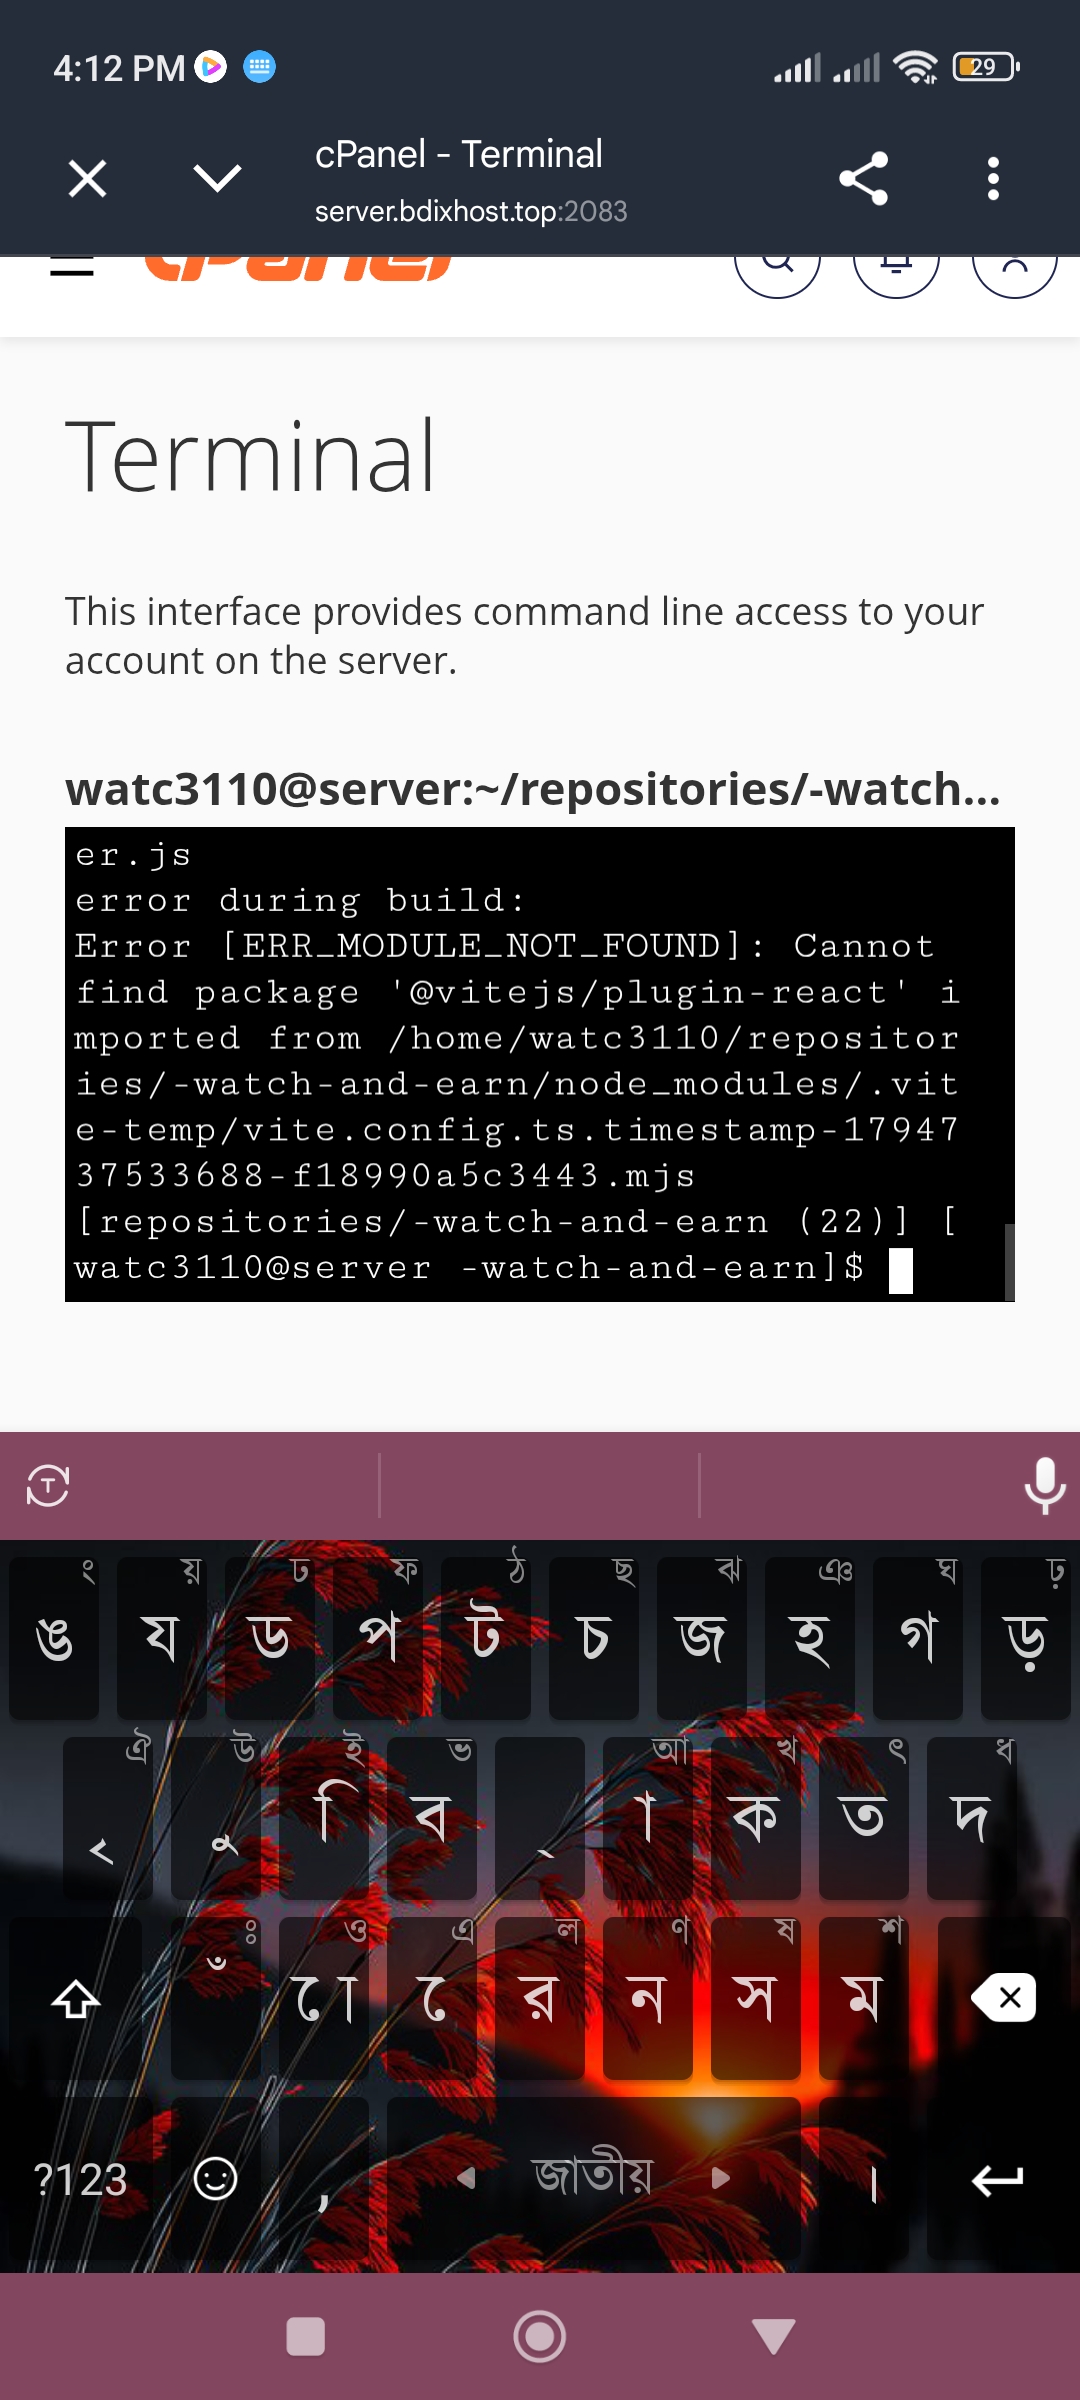 4:12 PM
29
cPanel - Terminal
server.bdixhost.top:2083
cPanel
Terminal
This interface provides command line access to your
account on the server.
watc3110@server:~/repositories/-watch...
er.js
error during build:
Error [ERR_MODULE_NOT_FOUND]: Cannot
find package '@vitejs/plugin-react' i
mported from /home/watc3110/repositor
ies/-watch-and-earn/node_modules/.vit
e-temp/vite.config.ts.timestamp-17947
37533688-f18990a5c3443.mjs
[repositories/-watch-and-earn (22)] [
watc3110@server -watch-and-earn]$
T
ং য় ঢ ফ ঠ ছ ঝ ঞ ঘ ঢ়
ঙ য ড প ট চ জ হ গ ড়
ঐ উ ই ভ আ খ ৎ ধ
ৃ ু ি ব ্ া ক ত দ
ঃ ও এ ল ণ ষ শ
ঁ ো ে র ন স ম
?123 , জাতীয় ।